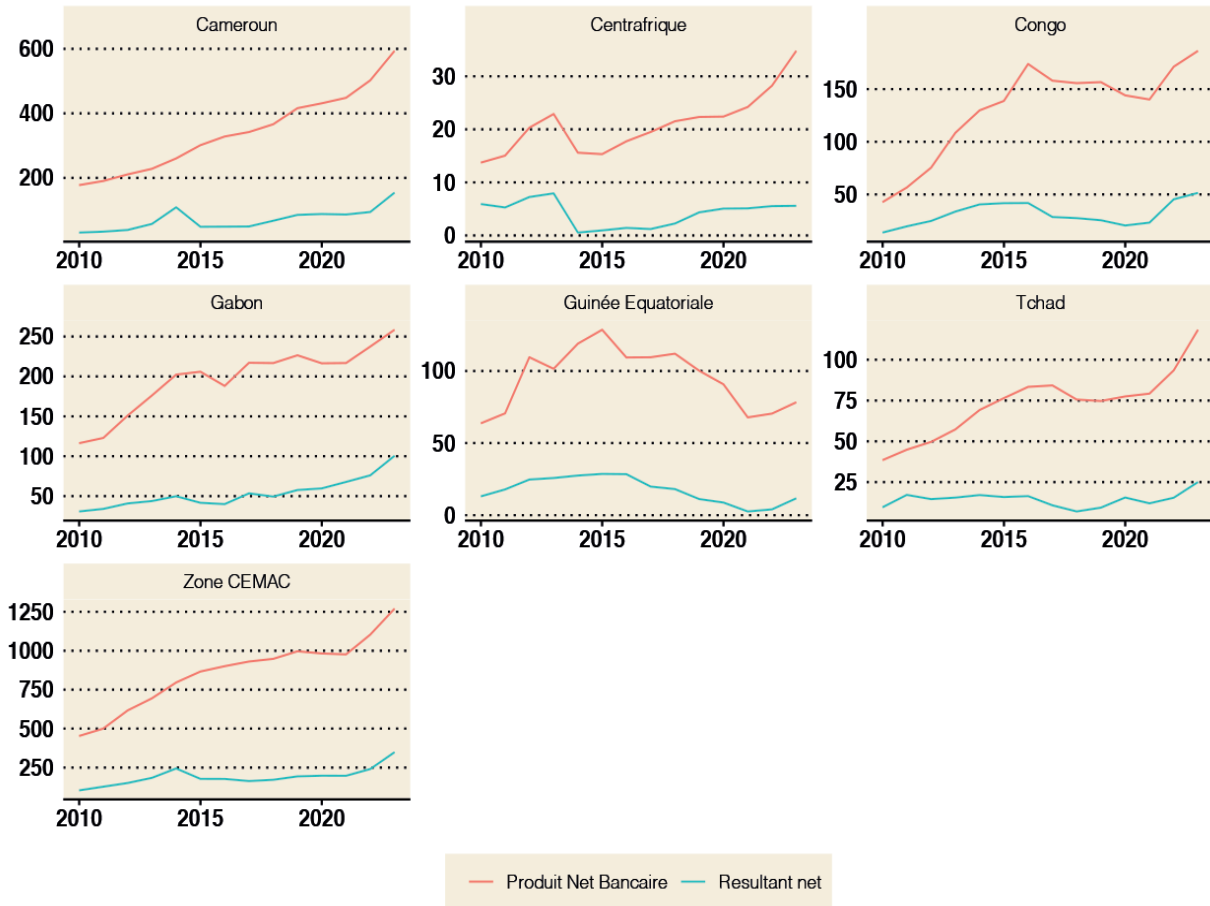 Cameroun
600
400
200
2010 2015 2020
Centrafrique
30
20
10
0
2010 2015 2020
Congo
150
100
50
2010 2015 2020
Gabon
250
200
150
100
50
2010 2015 2020
Guinée Equatoriale
100
50
0
2010 2015 2020
Tchad
100
75
50
25
2010 2015 2020
Zone CEMAC
1250
1000
750
500
250
2010 2015 2020
Produit Net Bancaire Resultant net